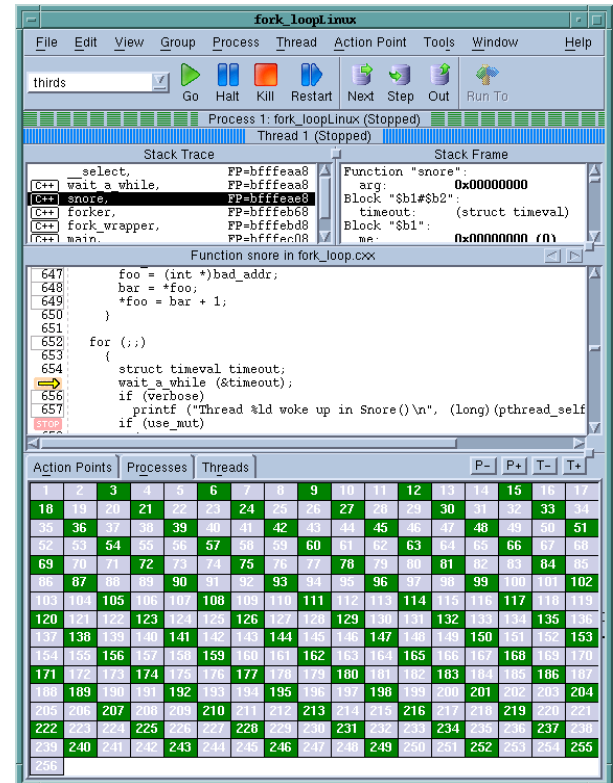 fork_loopLinux
File Edit View Group Process Thread Action Point Tools Window Help
thirds Go Halt Kill Restart Next Step Out Run To
Process 1: fork_loopLinux (Stopped)
Thread 1 (Stopped)
Stack Trace
__select, FP=bfffeaa8
C++ wait_a_while, FP=bfffeaa8
C++ snore, FP=bfffeae8
C++ forker, FP=bfffeb68
C++ fork_wrapper, FP=bfffebd8
C++ main, FP=bfffec08
Stack Frame
Function "snore":
arg: 0x00000000
Block "$b1#$b2":
timeout: (struct timeval)
Block "$b1":
me: 0x00000000 (0)
Function snore in fork_loop.cxx
647 foo = (int *)bad_addr;
648 bar = *foo;
649 *foo = bar + 1;
650 }
651
652 for (;;)
653 {
654 struct timeval timeout;
wait_a_while (&timeout);
656 if (verbose)
657 printf ("Thread %ld woke up in Snore()\n", (long)(pthread_self
STOP if (use_mut)
Action Points Processes Threads P- P+ T- T+
1 2 3 4 5 6 7 8 9 10 11 12 13 14 15 16 17
18 19 20 21 22 23 24 25 26 27 28 29 30 31 32 33 34
35 36 37 38 39 40 41 42 43 44 45 46 47 48 49 50 51
52 53 54 55 56 57 58 59 60 61 62 63 64 65 66 67 68
69 70 71 72 73 74 75 76 77 78 79 80 81 82 83 84 85
86 87 88 89 90 91 92 93 94 95 96 97 98 99 100 101 102
103 104 105 106 107 108 109 110 111 112 113 114 115 116 117 118 119
120 121 122 123 124 125 126 127 128 129 130 131 132 133 134 135 136
137 138 139 140 141 142 143 144 145 146 147 148 149 150 151 152 153
154 155 156 157 158 159 160 161 162 163 164 165 166 167 168 169 170
171 172 173 174 175 176 177 178 179 180 181 182 183 184 185 186 187
188 189 190 191 192 193 194 195 196 197 198 199 200 201 202 203 204
205 206 207 208 209 210 211 212 213 214 215 216 217 218 219 220 221
222 223 224 225 226 227 228 229 230 231 232 233 234 235 236 237 238
239 240 241 242 243 244 245 246 247 248 249 250 251 252 253 254 255
256